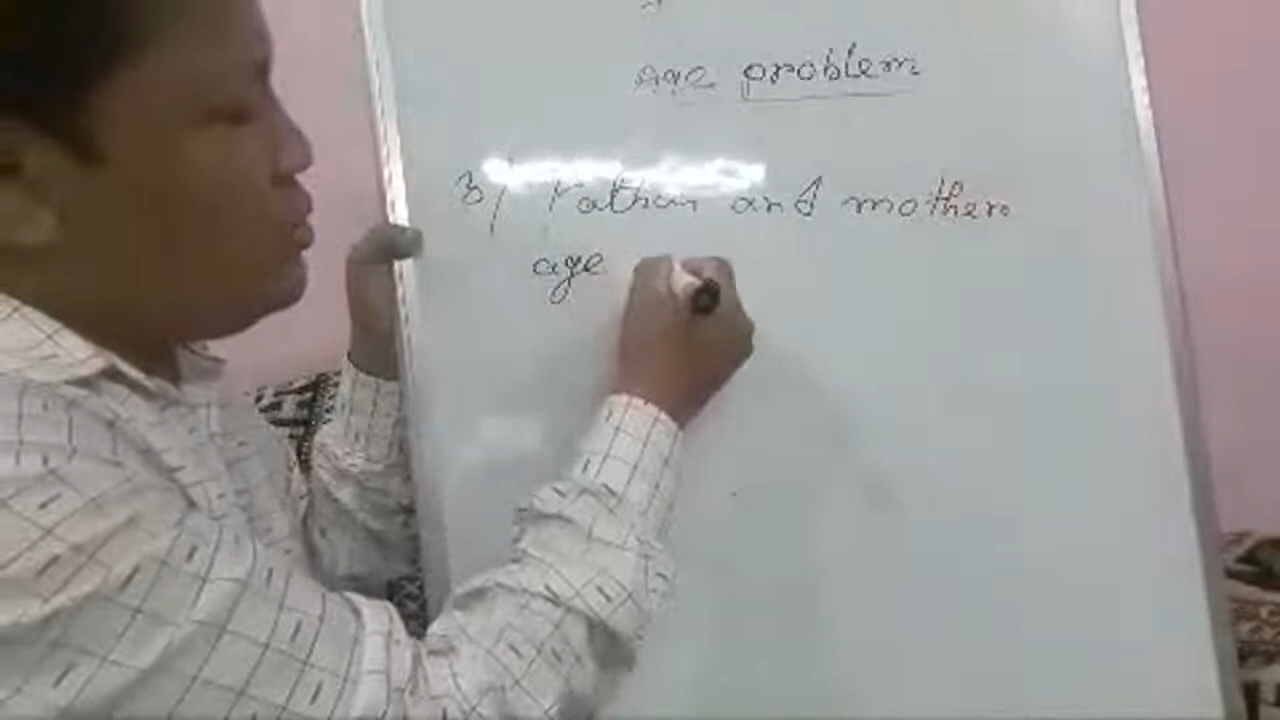 age problem
3) Father and mother
age